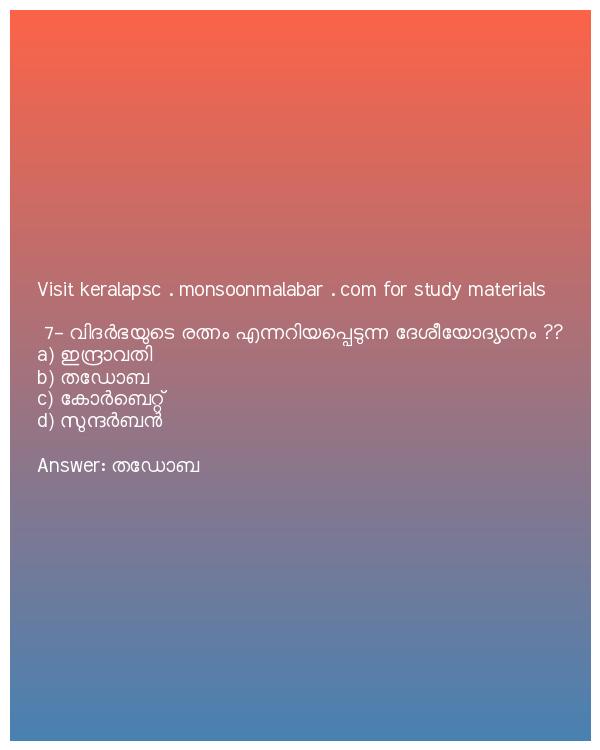 Visit keralapsc . monsoonmalabar . com for study materials
7- വിദർഭയുടെ രത്നം എന്നറിയപ്പെടുന്ന ദേശീയോദ്യാനം ??
a) ഇന്ദ്രാവതി
b) തഡോബ
c) കോർബെറ്റ്
d) സുന്ദർബൻ
Answer: തഡോബ